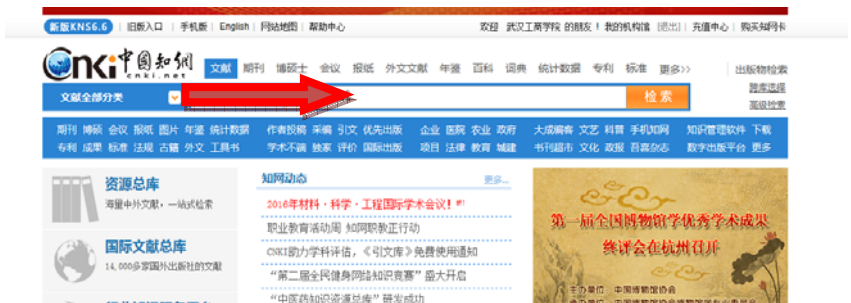 新版KNS6.6 | 旧版入口 | 手机版 | English | 网站地图 | 帮助中心 欢迎 武汉工商学院 的朋友！我的机构馆 [退出] 充值中心 | 购买知网卡
Cnki中国知网 cnki.net 文献 期刊 博硕士 会议 报纸 外文文献 年鉴 百科 词典 统计数据 专利 标准 更多>> 出版物检索
文献全部分类 检索 跨库选择
高级检索
期刊 博硕 会议 报纸 图片 年鉴 统计数据 作者投稿 采编 引文 优先出版 企业 医院 农业 政府 大成编客 文艺 科普 手机知网 知识管理软件 下载
专利 成果 标准 法规 古籍 外文 工具书 学术不端 独家 评价 国际出版 项目 法律 教育 城建 书刊超市 文化 政报 吾喜杂志 数字出版平台 更多
资源总库
海量中外文献，一站式检索
国际文献总库
14,000多家国外出版社的文献
知网动态 更多...
2016年材料·科学·工程国际学术会议！
职业教育活动周 知网职教正行动
CNKI助力学科评估，《引文库》免费使用通知
“第二届全民健身网络知识竞赛”盛大开启
“中医药知识资源总库”研发成功
第一届全国博物馆学优秀学术成果
终评会在杭州召开
主办单位：中国博物馆协会